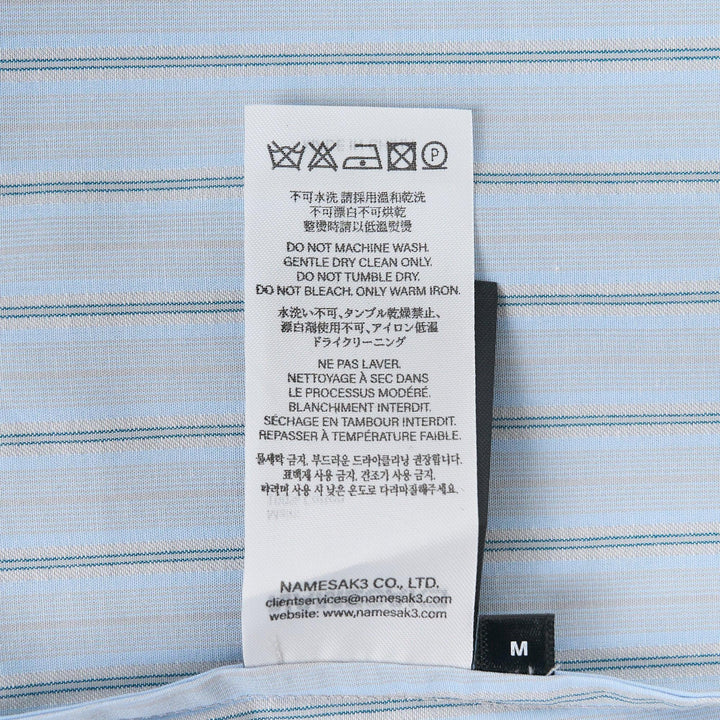 不可水洗 請採用溫和乾洗
不可漂白不可烘乾
整燙時請以低溫熨燙
DO NOT MACHINE WASH.
GENTLE DRY CLEAN ONLY.
DO NOT TUMBLE DRY.
DO NOT BLEACH. ONLY WARM IRON.
水洗い不可、タンブル乾燥禁止、
漂白剤使用不可、アイロン低温
ドライクリーニング
NE PAS LAVER.
NETTOYAGE À SEC DANS
LE PROCESSUS MODÉRÉ.
BLANCHIMENT INTERDIT.
SÉCHAGE EN TAMBOUR INTERDIT.
REPASSER À TEMPÉRATURE FAIBLE.
물세탁 금지, 부드러운 드라이클리닝 권장합니다.
표백제 사용 금지, 건조기 사용 금지,
다리미 사용 시 낮은 온도로 다림질해주세요.
NAMESAK3 CO., LTD.
clientservices@namesak3.com
website: www.namesak3.com
M